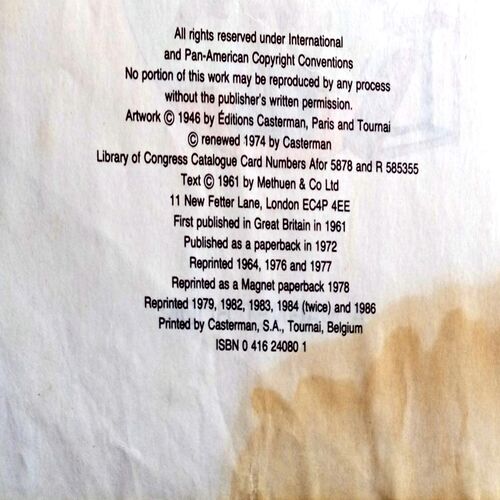 All rights reserved under International
and Pan-American Copyright Conventions
No portion of this work may be reproduced by any process
without the publisher's written permission.
Artwork © 1946 by Éditions Casterman, Paris and Tournai
© renewed 1974 by Casterman
Library of Congress Catalogue Card Numbers Afor 5878 and R 585355
Text © 1961 by Methuen & Co Ltd
11 New Fetter Lane, London EC4P 4EE
First published in Great Britain in 1961
Published as a paperback in 1972
Reprinted 1964, 1976 and 1977
Reprinted as a Magnet paperback 1978
Reprinted 1979, 1982, 1983, 1984 (twice) and 1986
Printed by Casterman, S.A., Tournai, Belgium
ISBN 0 416 24080 1